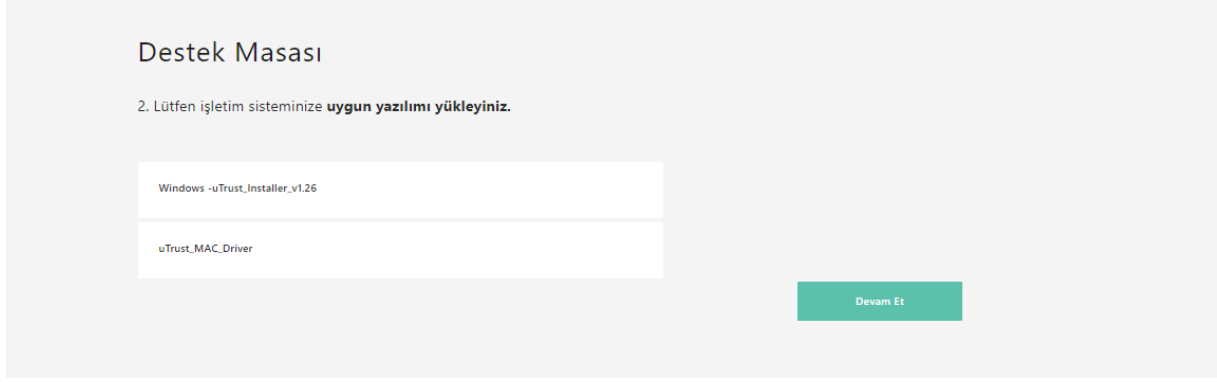 Destek Masası
2. Lütfen işletim sisteminize uygun yazılımı yükleyiniz.
Windows -uTrust_Installer_v1.26
uTrust_MAC_Driver
Devam Et